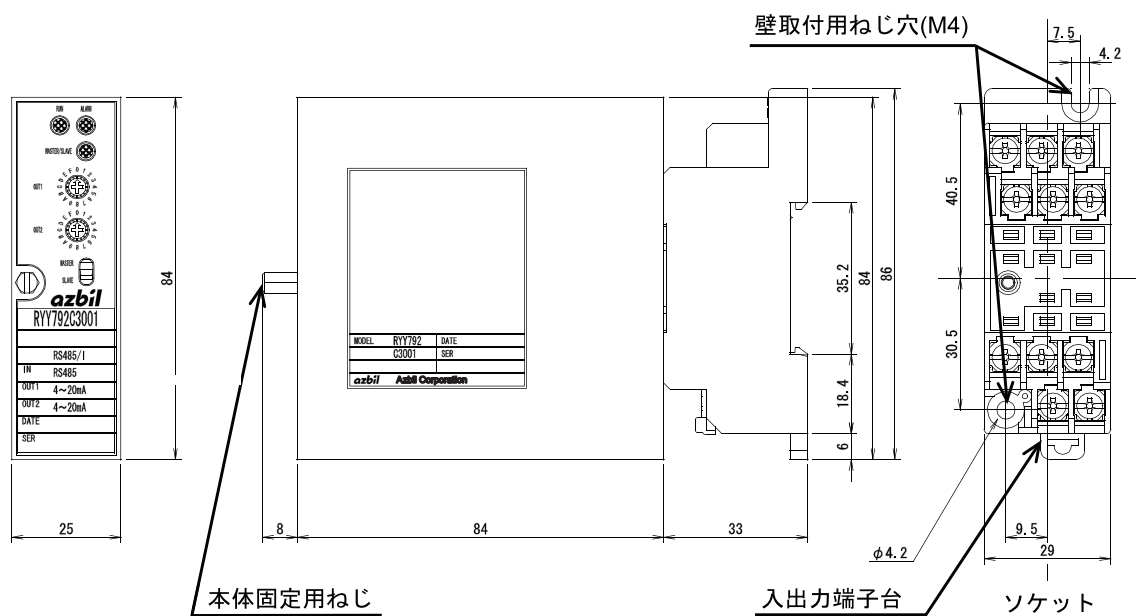 壁取付用ねじ穴(M4)
7.5
4.2
RUN ALARM
MASTER/SLAVE
OUT1
OUT2
MASTER
SLAVE
azbil
RYY792C3001
RS485/I
IN RS485
OUT1 4～20mA
OUT2 4～20mA
DATE
SER
84
25
MODEL RYY792 DATE
C3001 SER
azbil Azbil Corporation
35.2
84
86
18.4
6
8
84
33
本体固定用ねじ
40.5
30.5
φ4.2
9.5
29
入出力端子台
ソケット